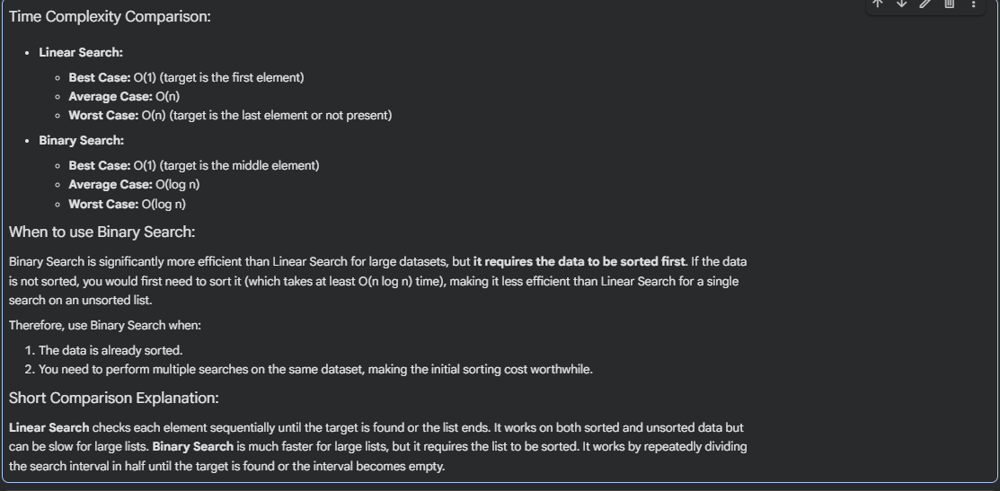 Time Complexity Comparison:
• Linear Search:
◦ Best Case: O(1) (target is the first element)
◦ Average Case: O(n)
◦ Worst Case: O(n) (target is the last element or not present)
• Binary Search:
◦ Best Case: O(1) (target is the middle element)
◦ Average Case: O(log n)
◦ Worst Case: O(log n)
When to use Binary Search:
Binary Search is significantly more efficient than Linear Search for large datasets, but it requires the data to be sorted first. If the data
is not sorted, you would first need to sort it (which takes at least O(n log n) time), making it less efficient than Linear Search for a single
search on an unsorted list.
Therefore, use Binary Search when:
1. The data is already sorted.
2. You need to perform multiple searches on the same dataset, making the initial sorting cost worthwhile.
Short Comparison Explanation:
Linear Search checks each element sequentially until the target is found or the list ends. It works on both sorted and unsorted data but
can be slow for large lists. Binary Search is much faster for large lists, but it requires the list to be sorted. It works by repeatedly dividing
the search interval in half until the target is found or the interval becomes empty.